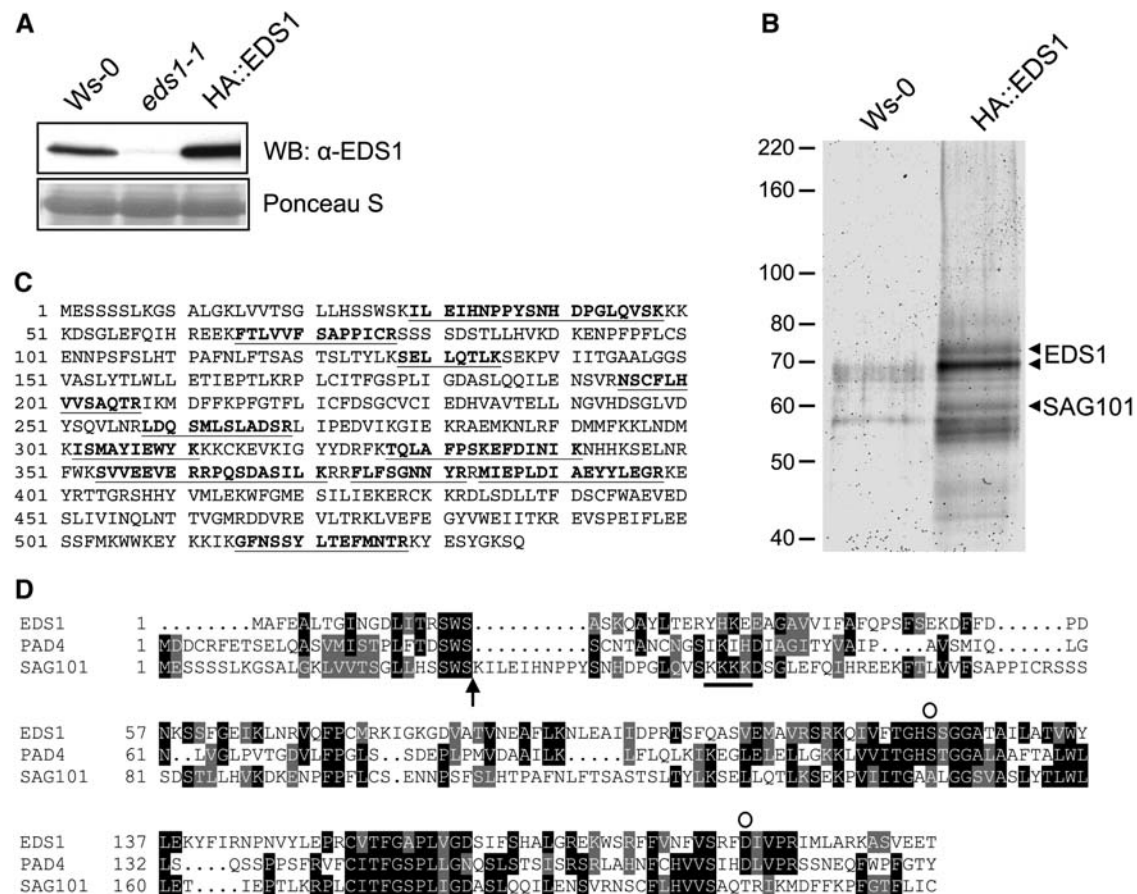 A
Ws-0
eds1-1
HA::EDS1
WB: α-EDS1
Ponceau S
B
Ws-0
HA::EDS1
220
160
100
80
70
60
50
40
EDS1
SAG101
C
1 MESSSSLKGS ALGKLVVTSG LLHSSWSKIL EIHNPPYSNH DPGLQVSKKK
51 KDSGLEFQIH REEKFTLVVF SAPPICRSSS SDSTLLHVKD KENPFPFLCS
101 ENNPSFSLHT PAFNLFTSAS TSLTYLKSEL LQTLKSEKPV IITGAALGGS
151 VASLYTLWLL ETIEPTLKRP LCITFGSPLI GDASLQQILE NSVRNSCFLH
201 VVSAQTRIKM DFFKPFGTFL ICFDSGCVCI EDHVAVTELL NGVHDSGLVD
251 YSQVLNRLDQ SMLSLADSRL IPEDVIKGIE KRAEMKNLRF DMMFKKLNDM
301 KISMAYIEWY KKKCKEVKIG YYDRFKTQLA FPSKEFDINI KNHHKSELNR
351 FWKSVVEEVE RRPQSDASIL KRRFLFSGNN YRRMIEPLDI AEYYLEGRKE
401 YRTTGRSHHY VMLEKWFGME SILIEKERCK KRDLSDLLTF DSCFWAEVED
451 SLIVINQLNT TVGMRDDVRE VLTRKLVEFE GYVWEIITKR EVSPEIFLEE
501 SSFMKWWKEY KKIKGFNSSY LTEFMNTRKY ESYGKSQ
D
EDS1 1 ........MAFEALTGINGDLITRSWS..........ASKQAYLTERYHKEEAGAVVIFAFQPSFSEKDFFD......PD
PAD4 1 MDDCRFETSELQASVMISTPLFTDSWS..........SCNTANCNGSIKIHDIAGITYVAIP.....AVSMIQ......LG
SAG101 1 MESSSSLKGSALGKLVVTSGLLHSSWSKILEIHNPPYSNHDPGLQVSKKKKDSGLEFQIHREEKFTLVVFSAPPICRSSS
EDS1 57 NKSSFGEIKLNRVQFPCMRKIGKGDVATVNEAFLKNLEAIIDPRTSFQASVEMAVRSRKQIVFTGHSSGGATAILATVWY
PAD4 61 N..LVGLPVTGDVLFPGLS..SDEPLPMVDAAILK.....LFLQLKIKEGLELELLGKKLVVITGHSTGGALAAFTALWL
SAG101 81 SDSTLLHVKDKENPFPFLCS.ENNPSFSLHTPAFNLFTSASTSLTYLKSELLQTLKSEKPVIITGAALGGSVASLYTLWL
EDS1 137 LEKYFIRNPNVYLEPRCVTFGAPLVGDSIFSHALGREKWSRFFVNFVSRFDIVPRIMLARKASVEET
PAD4 132 LS....QSSPPSFRVFCITFGSPLLGNQSLSTSISRSRLAHNFCHVVSIHDLVPRSSNEQFWPFGTY
SAG101 160 LET....IEPTLKRPLCITFGSPLIGDASLQQILENSVRNSCFLHVVSAQTRIKMDFFKPFGTFLIC